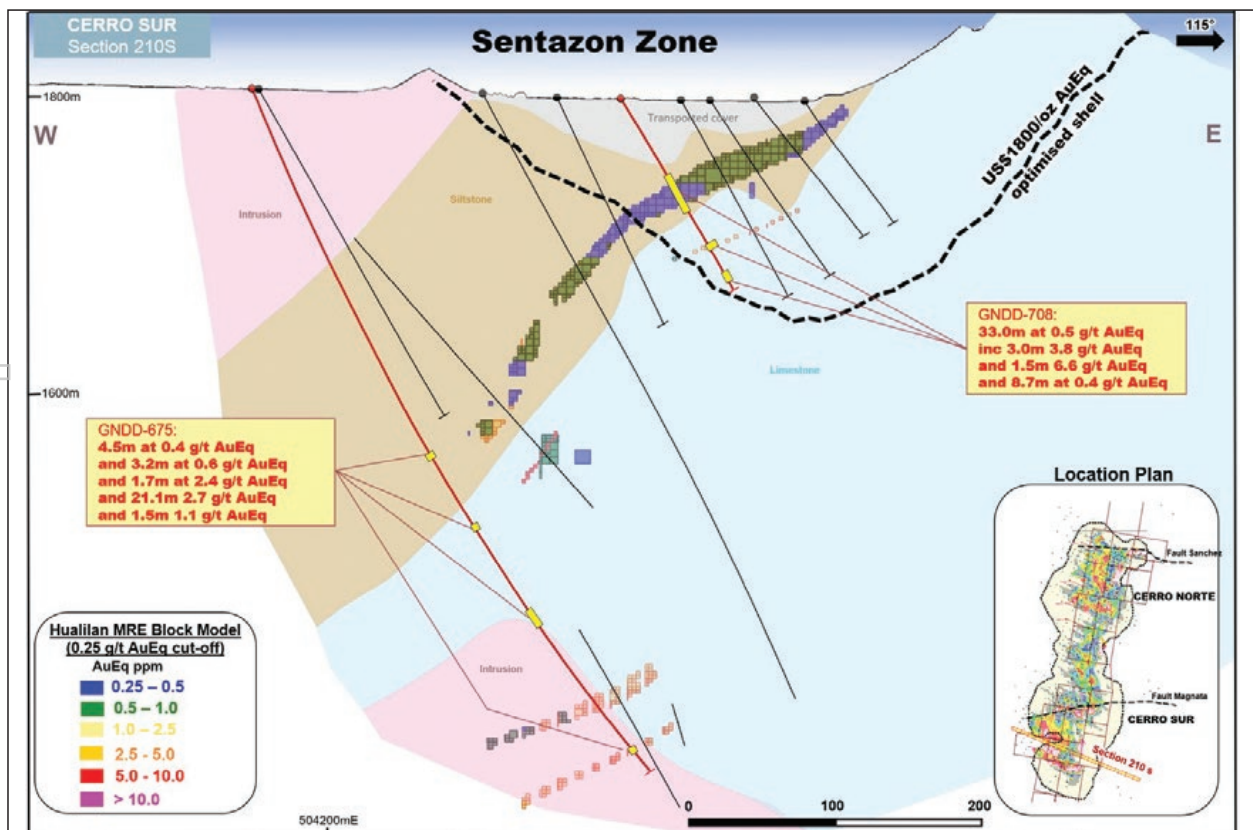 CERRO SUR
Section 210S
Sentazon Zone
115°
1800m
W
E
Transported cover
US$1800/oz AuEq
optimised shell
Intrusion
Siltstone
GNDD-708:
33.0m at 0.5 g/t AuEq
inc 3.0m 3.8 g/t AuEq
and 1.5m 6.6 g/t AuEq
and 8.7m at 0.4 g/t AuEq
Limestone
1600m
GNDD-675:
4.5m at 0.4 g/t AuEq
and 3.2m at 0.6 g/t AuEq
and 1.7m at 2.4 g/t AuEq
and 21.1m 2.7 g/t AuEq
and 1.5m 1.1 g/t AuEq
Location Plan
Fault Sanchez
CERRO NORTE
Fault Magnata
CERRO SUR
Section 210 s
Intrusion
Hualilan MRE Block Model
(0.25 g/t AuEq cut-off)
AuEq ppm
0.25 – 0.5
0.5 – 1.0
1.0 – 2.5
2.5 - 5.0
5.0 - 10.0
> 10.0
504200mE
0 100 200